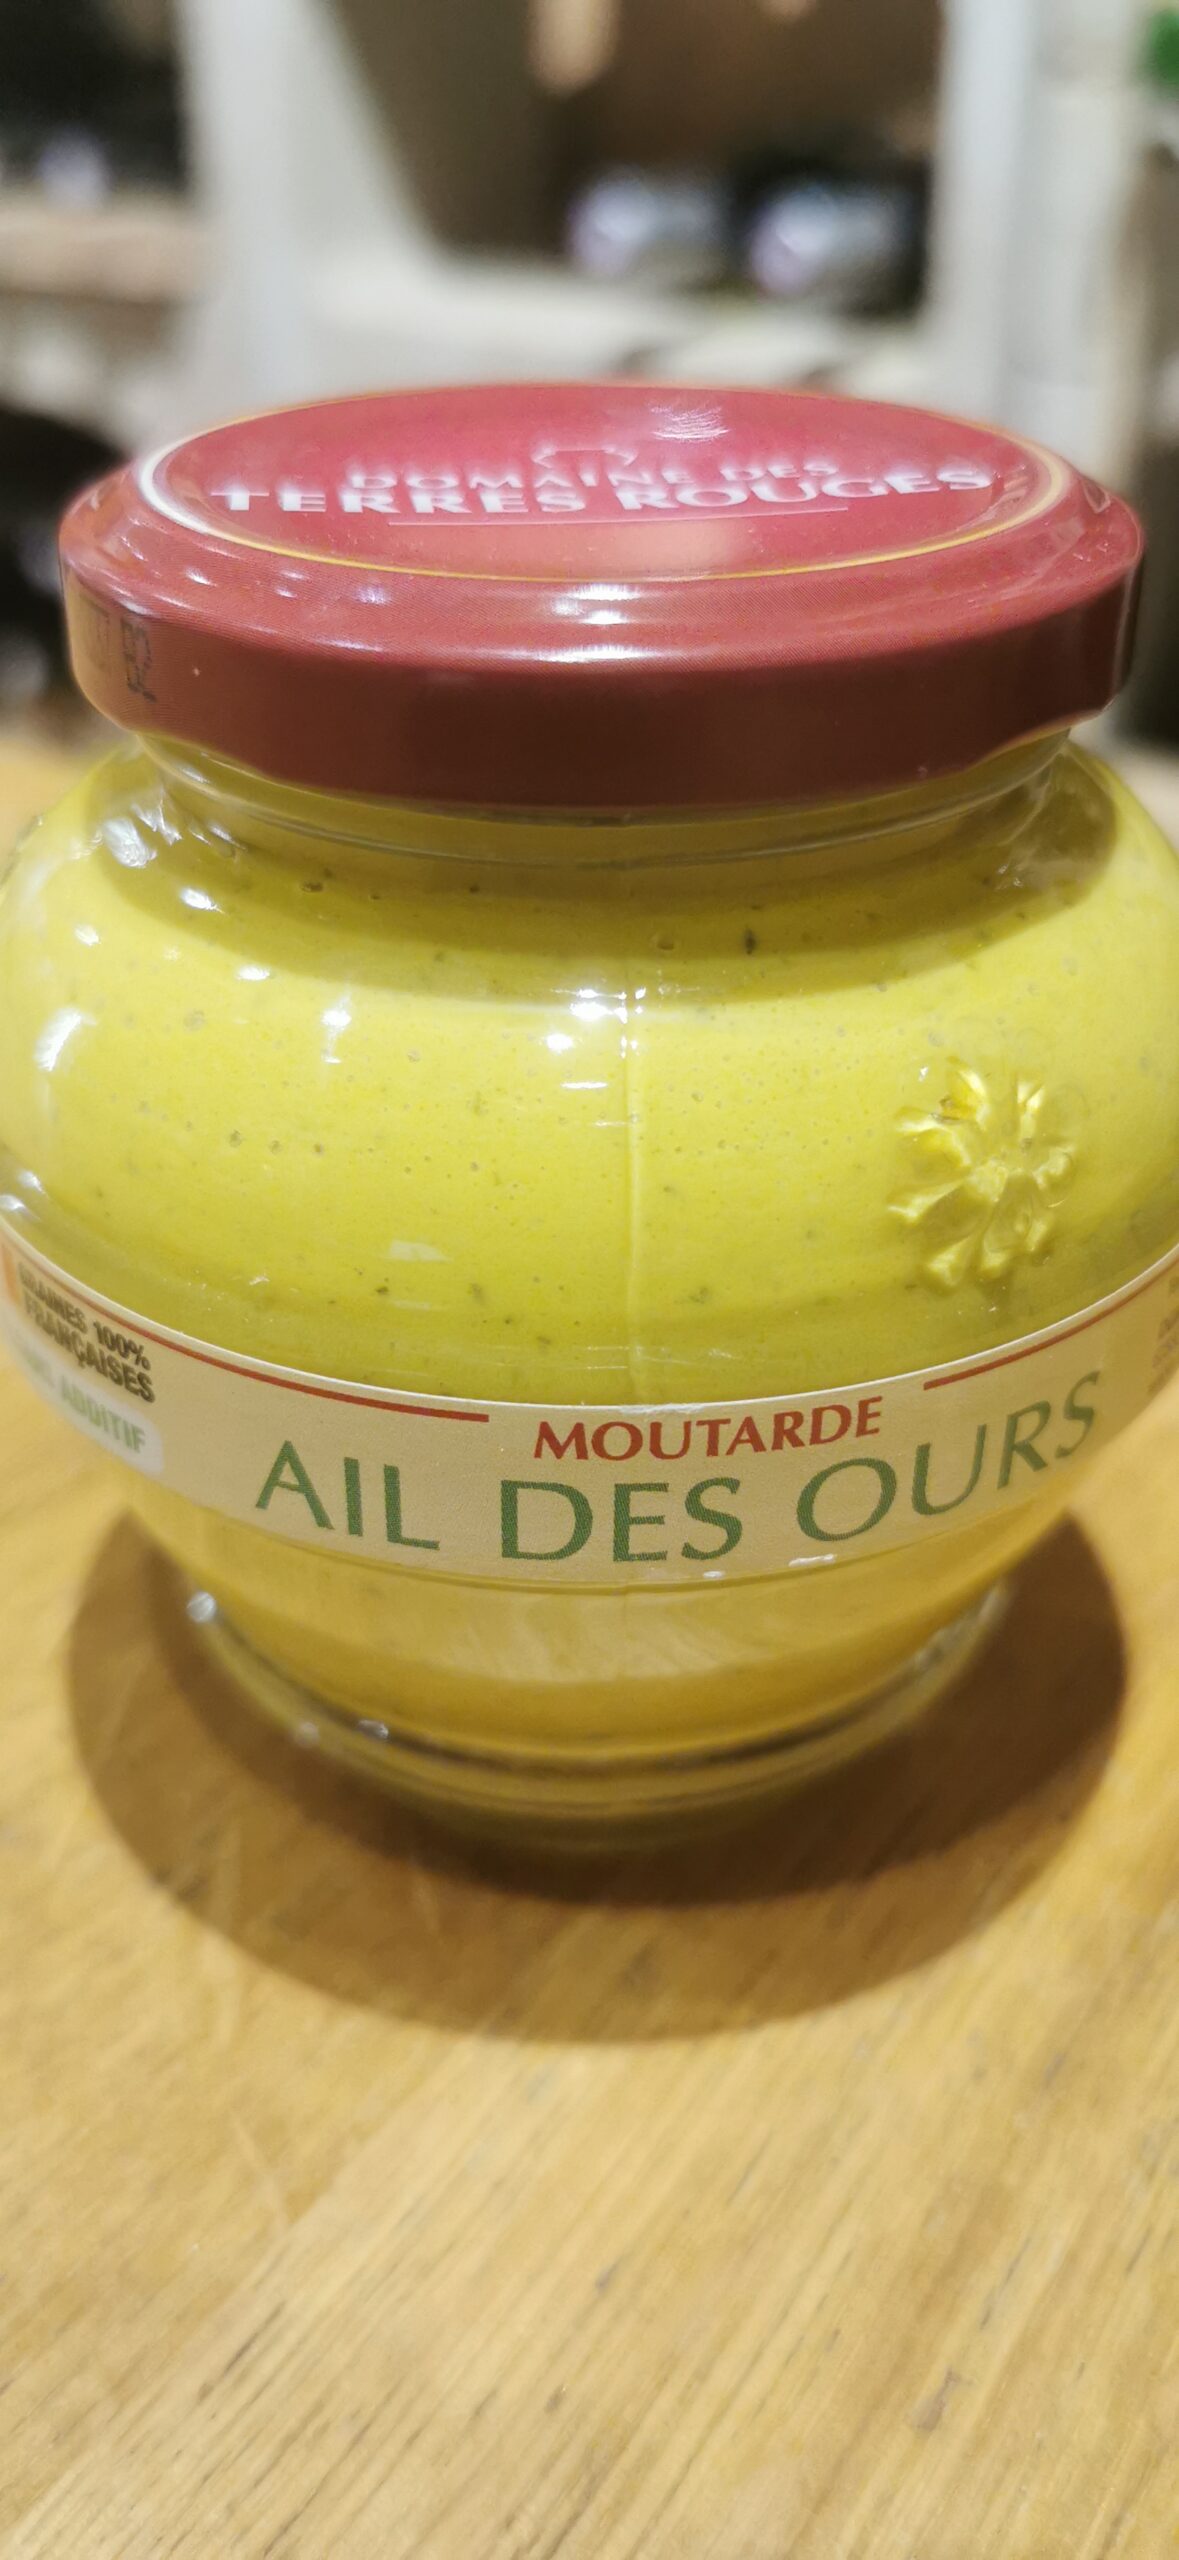 DOMAINE DES
TERRES ROUGES
GRAINES 100%
FRANÇAISES
ADDITIF
MOUTARDE
AIL DES OURS